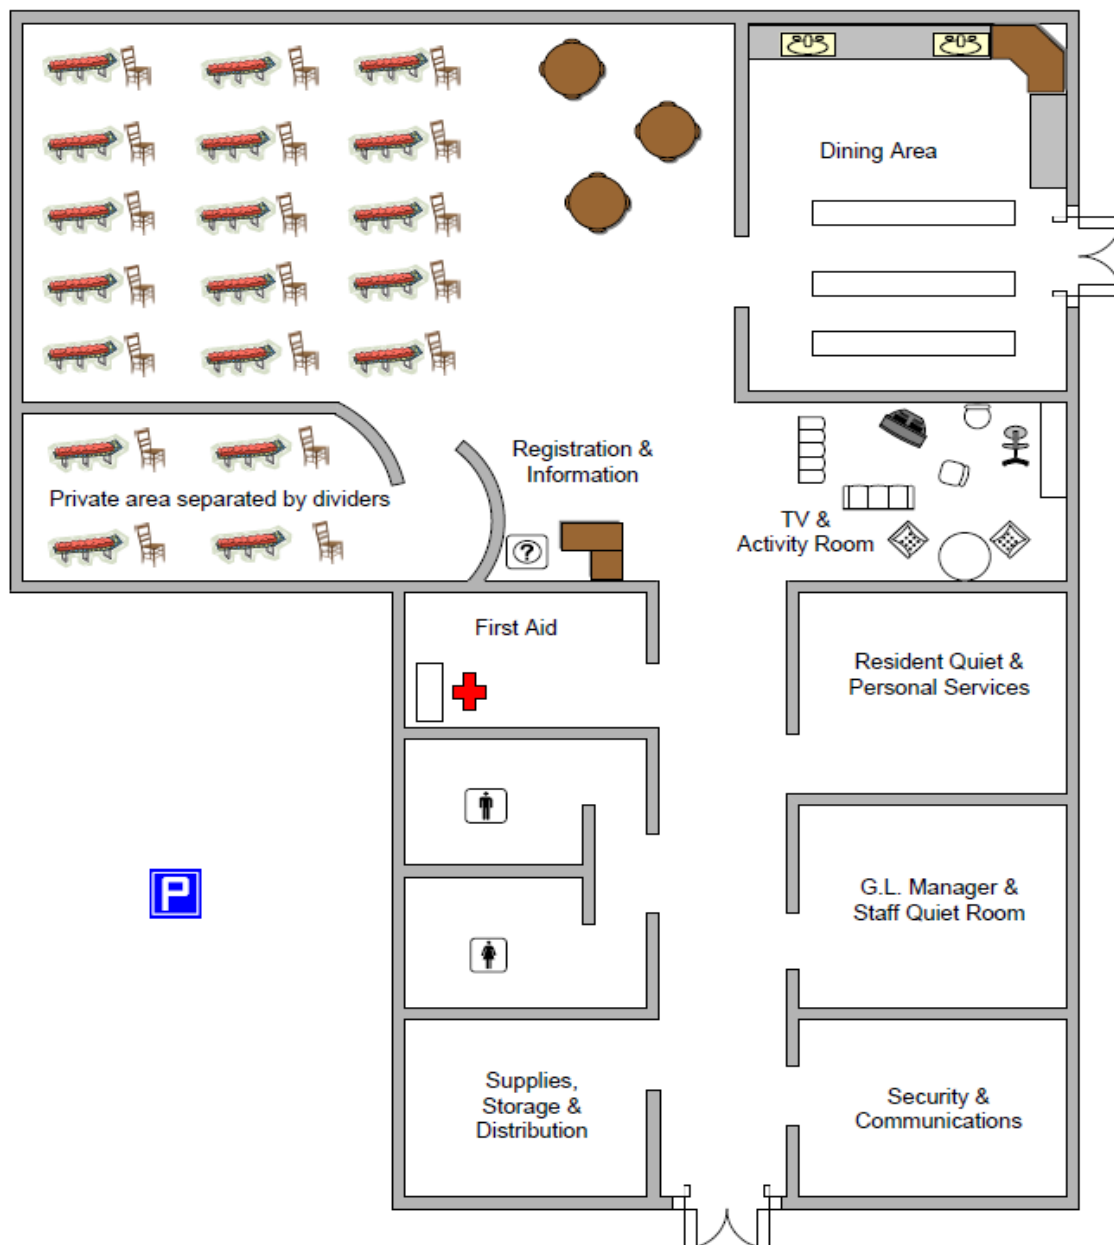 Dining Area
Registration &
Information
Private area separated by dividers
TV &
Activity Room
?
First Aid
Resident Quiet &
Personal Services
P
G.L. Manager &
Staff Quiet Room
Supplies,
Storage &
Distribution
Security &
Communications